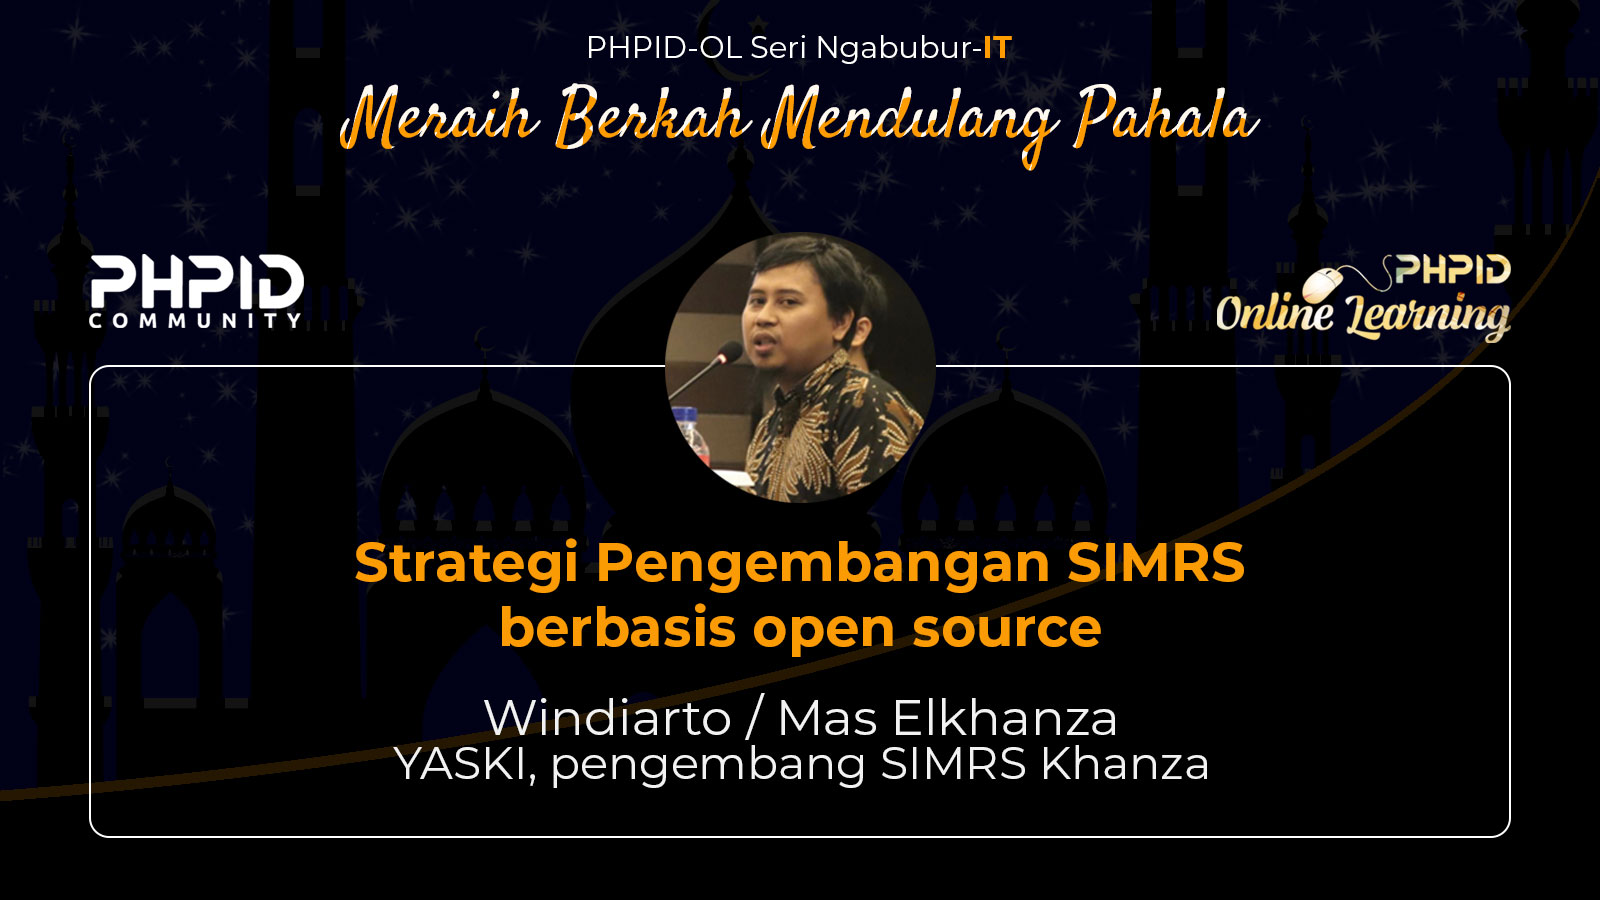 PHPID-OL Seri Ngabubur-IT
Meraih Berkah Mendulang Pahala
PHPID
COMMUNITY
PHPID
Online Learning
Strategi Pengembangan SIMRS
berbasis open source
Windiarto / Mas Elkhanza
YASKI, pengembang SIMRS Khanza